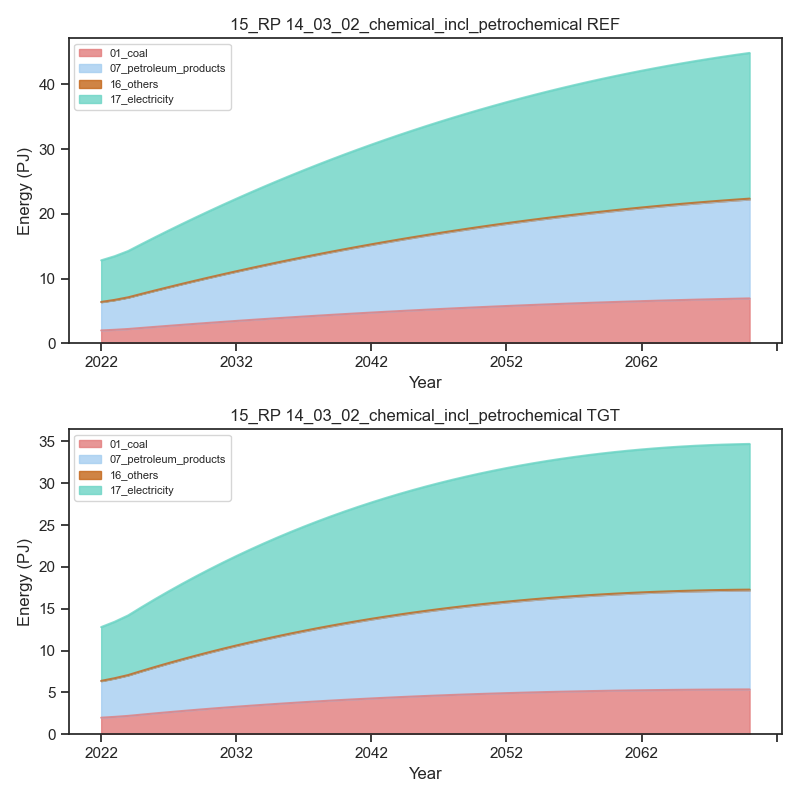 15_RP 14_03_02_chemical_incl_petrochemical REF
01_coal
07_petroleum_products
16_others
17_electricity
Energy (PJ)
40
30
20
10
0
2022 2032 2042 2052 2062
Year
15_RP 14_03_02_chemical_incl_petrochemical TGT
01_coal
07_petroleum_products
16_others
17_electricity
Energy (PJ)
35
30
25
20
15
10
5
0
2022 2032 2042 2052 2062
Year